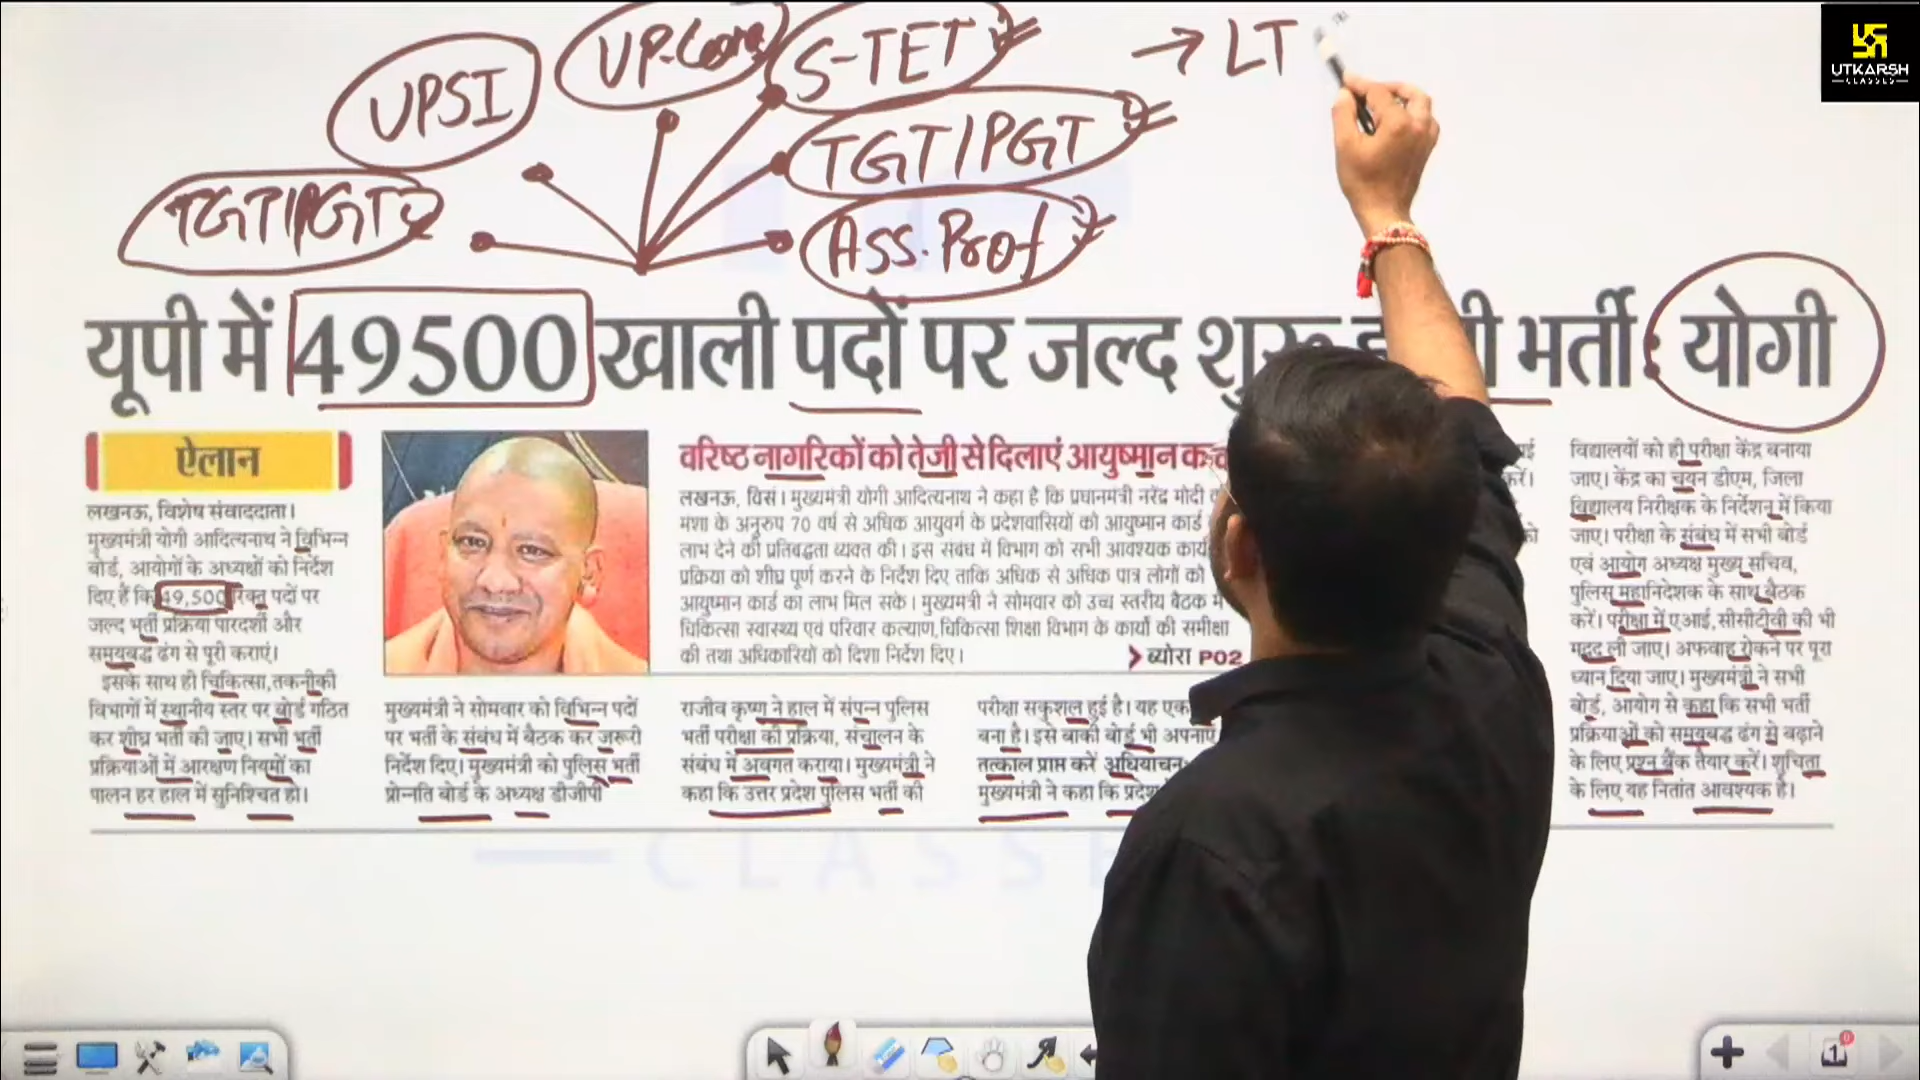 UPSI
UP-Cons
S-TET
→ LT
TGT/PGT
TGT/PGT
Ass. Prof
UTKARSH
CLASSES
यूपी में 49500 खाली पदों पर जल्द शुरू भर्ती : योगी
ऐलान
लखनऊ, विशेष संवाददाता।
मुख्यमंत्री योगी आदित्यनाथ ने विभिन्न
बोर्ड, आयोगों के अध्यक्षों को निर्देश
दिए हैं कि 49,500 रिक्त पदों पर
जल्द भर्ती प्रक्रिया पारदर्शी और
समयबद्ध ढंग से पूरी कराएं।
इसके साथ ही चिकित्सा, तकनीकी
विभागों में स्थानीय स्तर पर बोर्ड गठित
कर शीघ्र भर्ती की जाए। सभी भर्ती
प्रक्रियाओं में आरक्षण नियमों का
पालन हर हाल में सुनिश्चित हो।
वरिष्ठ नागरिकों को तेजी से दिलाएं आयुष्मान
लखनऊ, विसं। मुख्यमंत्री योगी आदित्यनाथ ने कहा है कि प्रधानमंत्री नरेंद्र मोदी
मंशा के अनुरुप 70 वर्ष से अधिक आयुवर्ग के प्रदेशवासियों को आयुष्मान कार्ड
लाभ देने की प्रतिबद्धता व्यक्त की। इस संबंध में विभाग को सभी आवश्यक कार्य
प्रक्रिया को शीघ्र पूर्ण करने के निर्देश दिए ताकि अधिक से अधिक पात्र लोगों को
आयुष्मान कार्ड का लाभ मिल सके। मुख्यमंत्री ने सोमवार को उच्च स्तरीय बैठक में
चिकित्सा स्वास्थ्य एवं परिवार कल्याण, चिकित्सा शिक्षा विभाग के कार्यों की समीक्षा
की तथा अधिकारियों को दिशा निर्देश दिए।
ब्योरा P02
मुख्यमंत्री ने सोमवार को विभिन्न पदों
पर भर्ती के संबंध में बैठक कर जरूरी
निर्देश दिए। मुख्यमंत्री को पुलिस भर्ती
प्रोन्नति बोर्ड के अध्यक्ष डीजीपी
राजीव कृष्ण ने हाल में संपन्न पुलिस
भर्ती परीक्षा की प्रक्रिया, संचालन के
संबंध में अवगत कराया। मुख्यमंत्री ने
कहा कि उत्तर प्रदेश पुलिस भर्ती की
परीक्षा सकुशल हुई है। यह एक
बना है। इसे बाकी बोर्ड भी अपनाएं
तत्काल प्राप्त करें अधियाचन:
मुख्यमंत्री ने कहा कि प्रदेश
विद्यालयों को ही परीक्षा केंद्र बनाया
जाए। केंद्र का चयन डीएम, जिला
विद्यालय निरीक्षक के निर्देशन में किया
जाए। परीक्षा के संबंध में सभी बोर्ड
एवं आयोग अध्यक्ष मुख्य सचिव,
पुलिस महानिदेशक के साथ बैठक
करें। परीक्षा में एआई, सीसीटीवी की भी
मदद ली जाए। अफवाह रोकने पर पूरा
ध्यान दिया जाए। मुख्यमंत्री ने सभी
बोर्ड, आयोग से कहा कि सभी भर्ती
प्रक्रियाओं को समयबद्ध ढंग से बढ़ाने
के लिए प्रश्न बैंक तैयार करें। शुचिता
के लिए यह नितांत आवश्यक है।
CLASSE
1